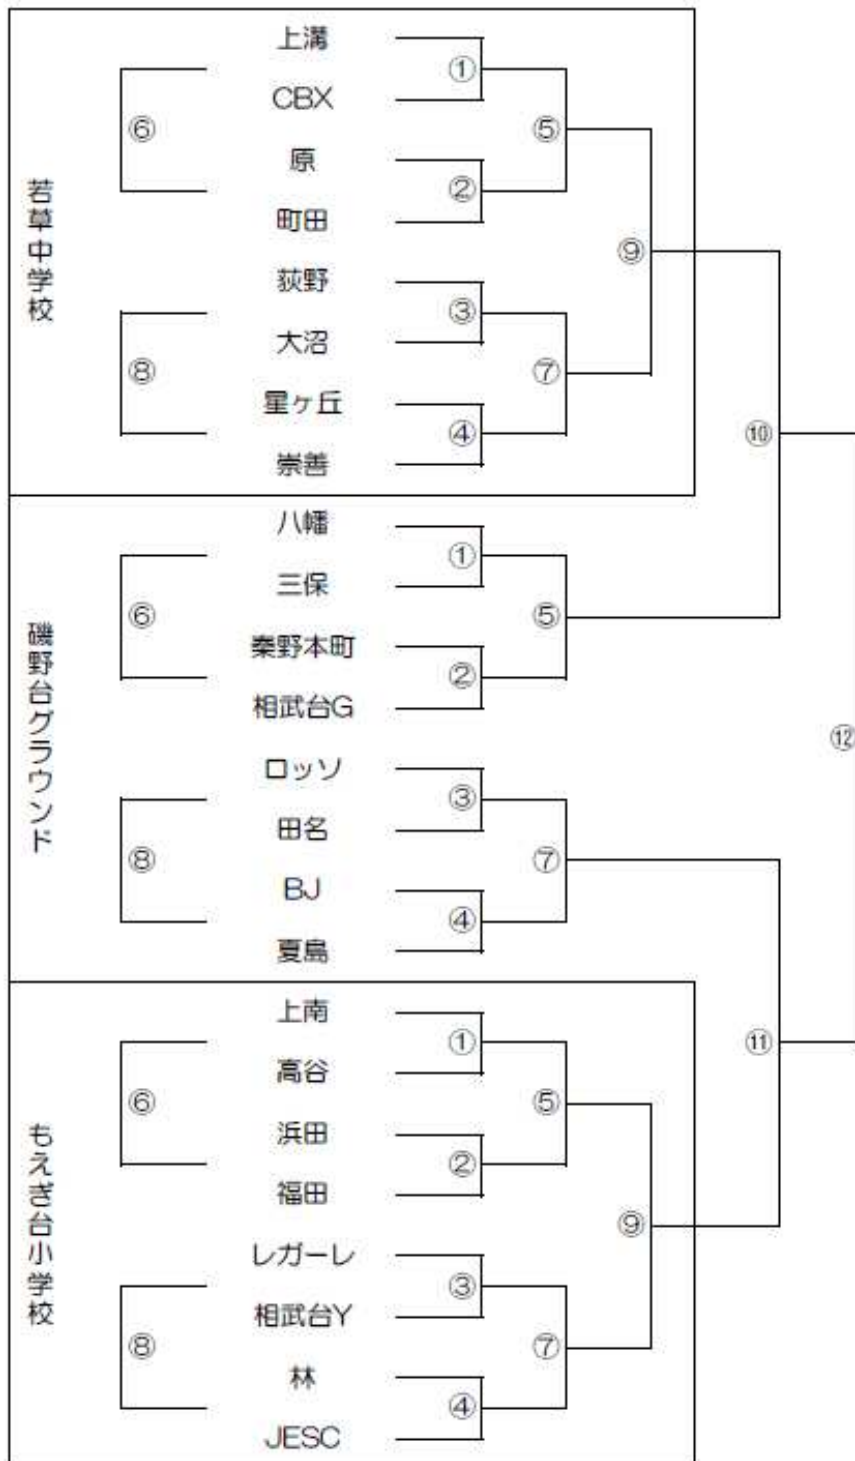 若草中学校
上溝
①
CBX
⑥
⑤
原
②
町田
⑨
荻野
③
大沼
⑧
⑦
星ヶ丘
④
崇善
⑩
磯野台グラウンド
八幡
①
三保
⑥
⑤
秦野本町
②
相武台G
⑫
ロッソ
③
田名
⑧
⑦
BJ
④
夏島
もえぎ台小学校
上南
①
⑪
高谷
⑥
⑤
浜田
②
福田
⑨
レガーレ
③
相武台Y
⑧
⑦
林
④
JESC